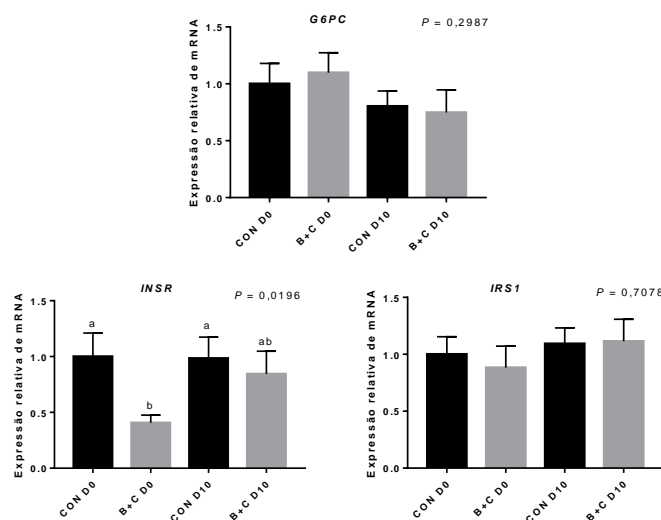 G6PC
P = 0,2987
Expressão relativa de mRNA
1.5
1.0
0.5
0.0
CON D0
B+C D0
CON D10
B+C D10
INSR
P = 0,0196
Expressão relativa de mRNA
1.5
1.0
0.5
0.0
a
b
a
ab
CON D0
B+C D0
CON D10
B+C D10
IRS1
P = 0,7078
Expressão relativa de mRNA
1.5
1.0
0.5
0.0
CON D0
B+C D0
CON D10
B+C D10